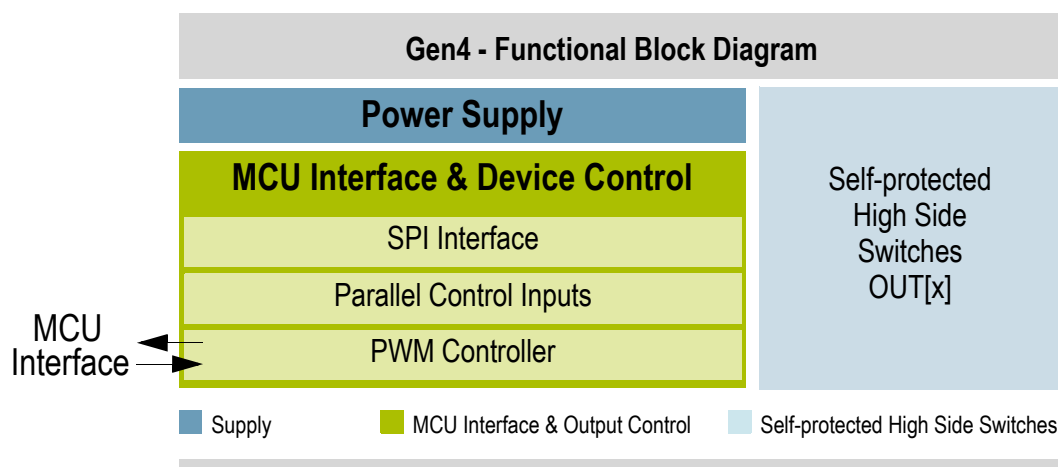 Gen4 - Functional Block Diagram
Power Supply
MCU Interface & Device Control
SPI Interface
Parallel Control Inputs
PWM Controller
MCU
Interface
Self-protected
High Side
Switches
OUT[x]
Supply
MCU Interface & Output Control
Self-protected High Side Switches